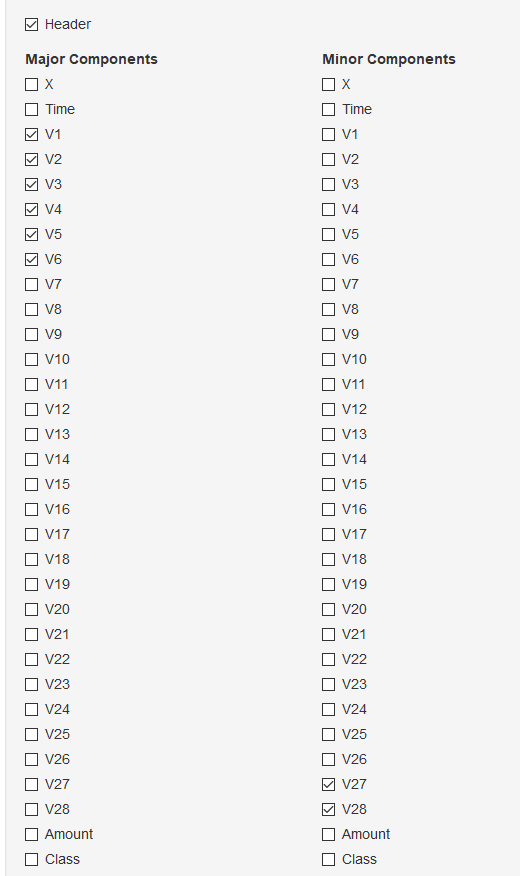 Header
Major Components Minor Components
X X
Time Time
V1 V1
V2 V2
V3 V3
V4 V4
V5 V5
V6 V6
V7 V7
V8 V8
V9 V9
V10 V10
V11 V11
V12 V12
V13 V13
V14 V14
V15 V15
V16 V16
V17 V17
V18 V18
V19 V19
V20 V20
V21 V21
V22 V22
V23 V23
V24 V24
V25 V25
V26 V26
V27 V27
V28 V28
Amount Amount
Class Class